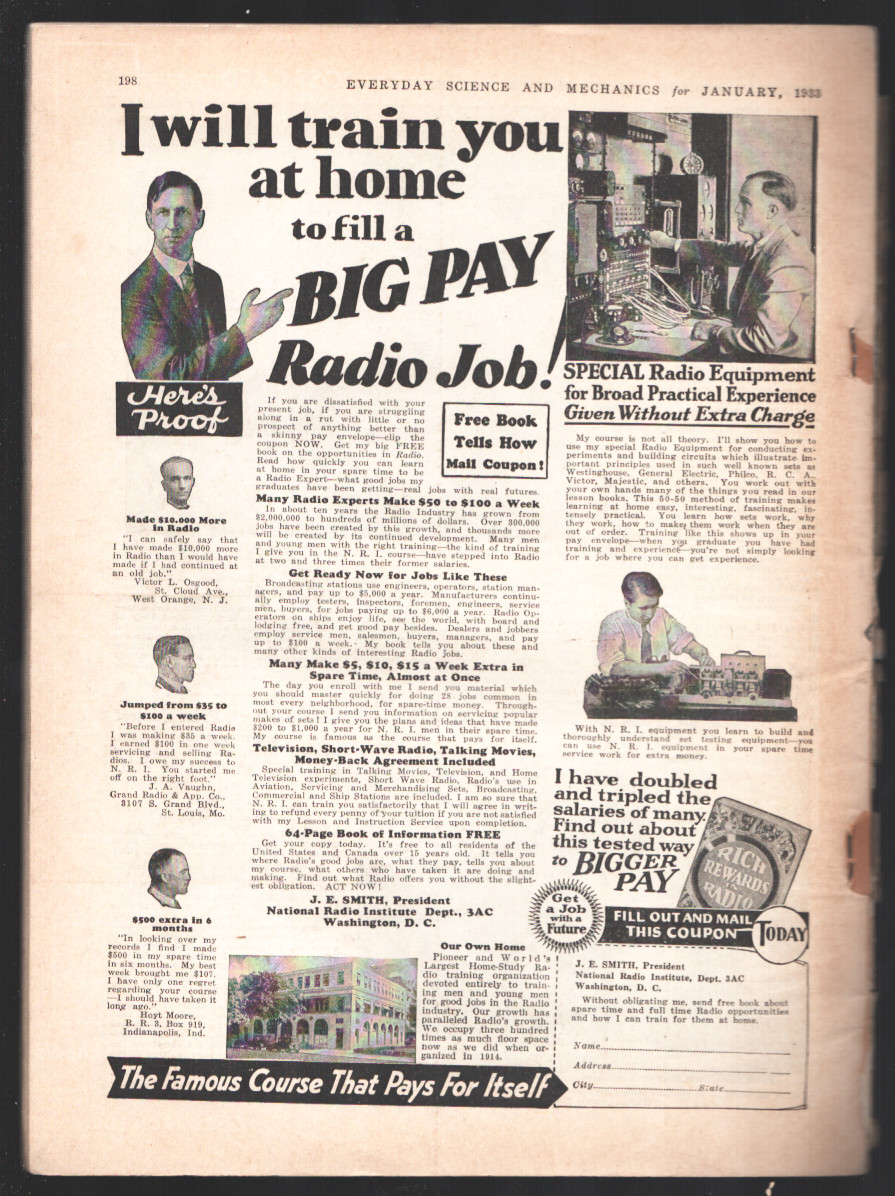 198
EVERYDAY SCIENCE AND MECHANICS for JANUARY, 1933
I will train you
at home
to fill a
BIG PAY
Radio Job!
Here's
Proof
Made $10,000 More
In Radio
"I can safely say that
I have made $10,000 more
in Radio than I would have
made if I had continued at
an old job."
Victor L. Osgood,
St. Cloud Ave.,
West Orange, N. J.
Jumped from $35 to
$100 a week
"Before I entered Radio
I was making $35 a week.
I earned $100 in one week
servicing and selling Ra-
dios. I owe my success to
N. R. I. You started me
off on the right foot."
J. A. Vaughn,
Grand Radio & App. Co.,
3107 S. Grand Blvd.,
St. Louis, Mo.
$500 extra in 6
months
"In looking over my
records I find I made
$500 in my spare time
in six months. My best
week brought me $107.
I have only one regret
regarding your course
—I should have taken it
long ago."
Hoyt Moore,
R. R. 3, Box 919,
Indianapolis, Ind.
If you are dissatisfied with your
present job, if you are struggling
along in a rut with little or no
prospect of anything better than
a skinny pay envelope—clip the
coupon NOW. Get my big FREE
book on the opportunities in Radio.
Read how quickly you can learn
at home in your spare time to be
a Radio Expert—what good jobs my
graduates have been getting—real jobs with real futures.
Free Book
Tells How
Mail Coupon!
Many Radio Experts Make $50 to $100 a Week
In about ten years the Radio Industry has grown from
$2,000,000 to hundreds of millions of dollars. Over 300,000
jobs have been created by this growth, and thousands more
will be created by its continued development. Many men
and young men with the right training—the kind of training
I give you in the N. R. I. course—have stepped into Radio
at two and three times their former salaries.
Get Ready Now for Jobs Like These
Broadcasting stations use engineers, operators, station man-
agers, and pay up to $5,000 a year. Manufacturers continu-
ally employ testers, inspectors, foremen, engineers, service
men, buyers, for jobs paying up to $6,000 a year. Radio Op-
erators on ships enjoy life, see the world, with board and
lodging free, and get good pay besides. Dealers and jobbers
employ service men, salesmen, buyers, managers, and pay
up to $100 a week. My book tells you about these and
many other kinds of interesting Radio jobs.
Many Make $5, $10, $15 a Week Extra in
Spare Time, Almost at Once
The day you enroll with me I send you material which
you should master quickly for doing 28 jobs common in
most every neighborhood, for spare-time money. Through-
out your course I send you information on servicing popular
makes of sets! I give you the plans and ideas that have made
$200 to $1,000 a year for N. R. I. men in their spare time.
My course is famous as the course that pays for itself.
Television, Short-Wave Radio, Talking Movies,
Money-Back Agreement Included
Special training in Talking Movies, Television, and Home
Television experiments, Short Wave Radio, Radio's use in
Aviation, Servicing and Merchandising Sets, Broadcasting,
Commercial and Ship Stations are included. I am so sure that
N. R. I. can train you satisfactorily that I will agree in writ-
ing to refund every penny of your tuition if you are not satisfied
with my Lesson and Instruction Service upon completion.
64-Page Book of Information FREE
Get your copy today. It's free to all residents of the
United States and Canada over 15 years old. It tells you
where Radio's good jobs are, what they pay, tells you about
my course, what others who have taken it are doing and
making. Find out what Radio offers you without the slight-
est obligation. ACT NOW!
J. E. SMITH, President
National Radio Institute Dept., 3AC
Washington, D. C.
Our Own Home
Pioneer and World's
Largest Home-Study Ra-
dio training organization
devoted entirely to train-
ing men and young men
for good jobs in the Radio
industry. Our growth has
paralleled Radio's growth.
We occupy three hundred
times as much floor space
now as we did when or-
ganized in 1914.
The Famous Course That Pays For Itself
SPECIAL Radio Equipment
for Broad Practical Experience
Given Without Extra Charge
My course is not all theory. I'll show you how to
use my special Radio Equipment for conducting ex-
periments and building circuits which illustrate im-
portant principles used in such well known sets as
Westinghouse, General Electric, Philco, R. C. A.,
Victor, Majestic, and others. You work out with
your own hands many of the things you read in our
lesson books. This 50-50 method of training makes
learning at home easy, interesting, fascinating, in-
tensely practical. You learn how sets work, why
they work, how to make them work when they are
out of order. Training like this shows up in your
pay envelope—when you graduate you have had
training and experience—you're not simply looking
for a job where you can get experience.
With N. R. I. equipment you learn to build and
thoroughly understand set testing equipment—you
can use N. R. I. equipment in your spare time
service work for extra money.
I have doubled
and tripled the
salaries of many.
Find out about
this tested way
to BIGGER
PAY
RICH
REWARDS
IN
RADIO
Get
a Job
with a
Future
FILL OUT AND MAIL
THIS COUPON TODAY
J. E. SMITH, President
National Radio Institute, Dept. 3AC
Washington, D. C.
Without obligating me, send free book about
spare time and full time Radio opportunities
and how I can train for them at home.
Name
Address
City State